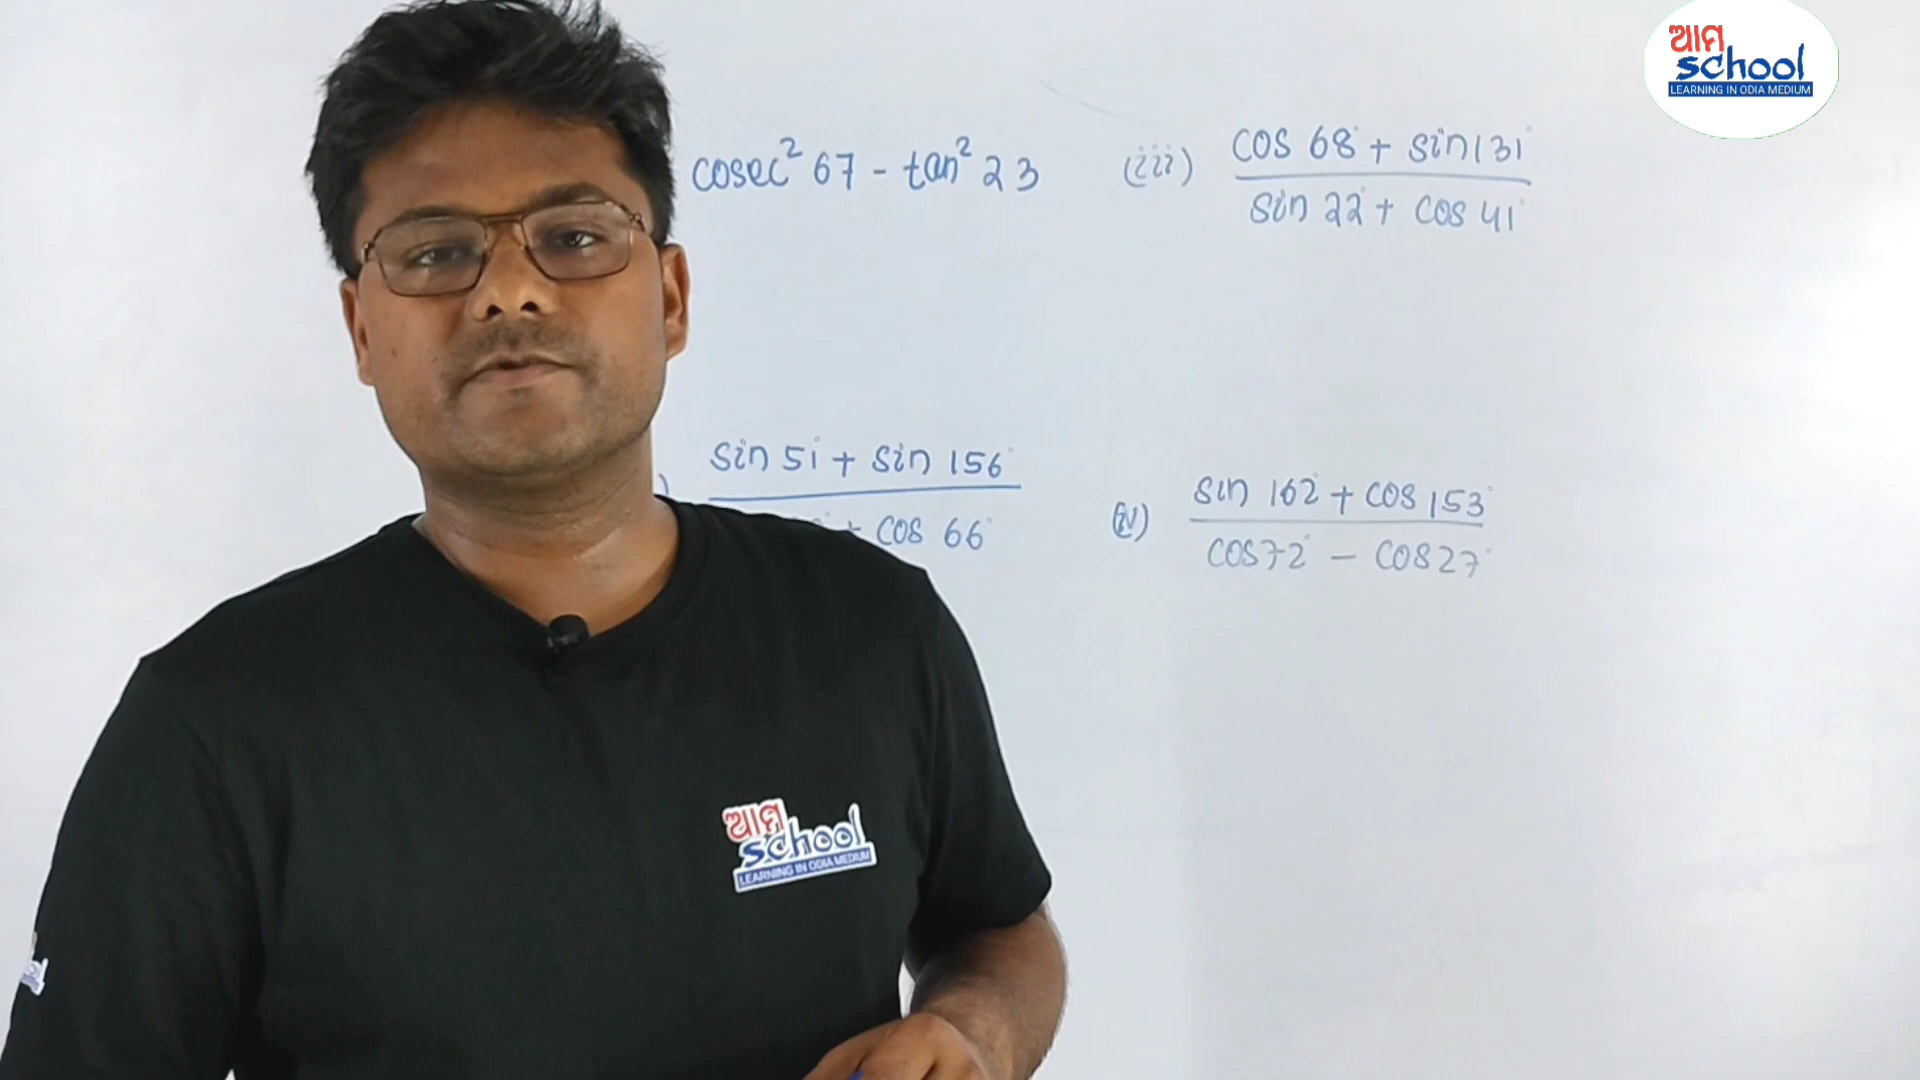 ଆମ
school
LEARNING IN ODIA MEDIUM
cosec² 67 - tan² 23
(iii) cos 68° + sin 131°
sin 22° + cos 41°
) sin 51° + sin 156°
+ cos 66°
(v) sin 162° + cos 153°
cos 72° - cos 27°
ଆମ
school
LEARNING IN ODIA MEDIUM